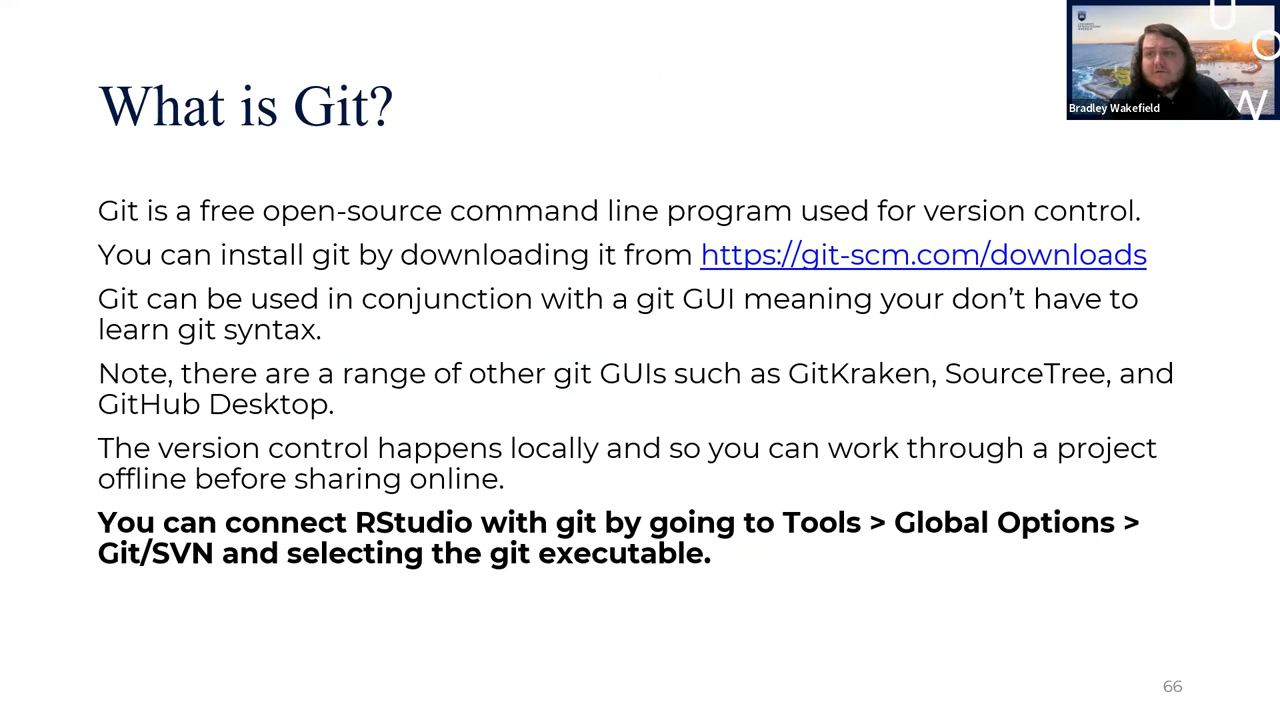 What is Git?
Git is a free open-source command line program used for version control.
You can install git by downloading it from https://git-scm.com/downloads
Git can be used in conjunction with a git GUI meaning your don’t have to
learn git syntax.
Note, there are a range of other git GUIs such as GitKraken, SourceTree, and
GitHub Desktop.
The version control happens locally and so you can work through a project
offline before sharing online.
You can connect RStudio with git by going to Tools > Global Options >
Git/SVN and selecting the git executable.
U
O
W
Bradley Wakefield
66